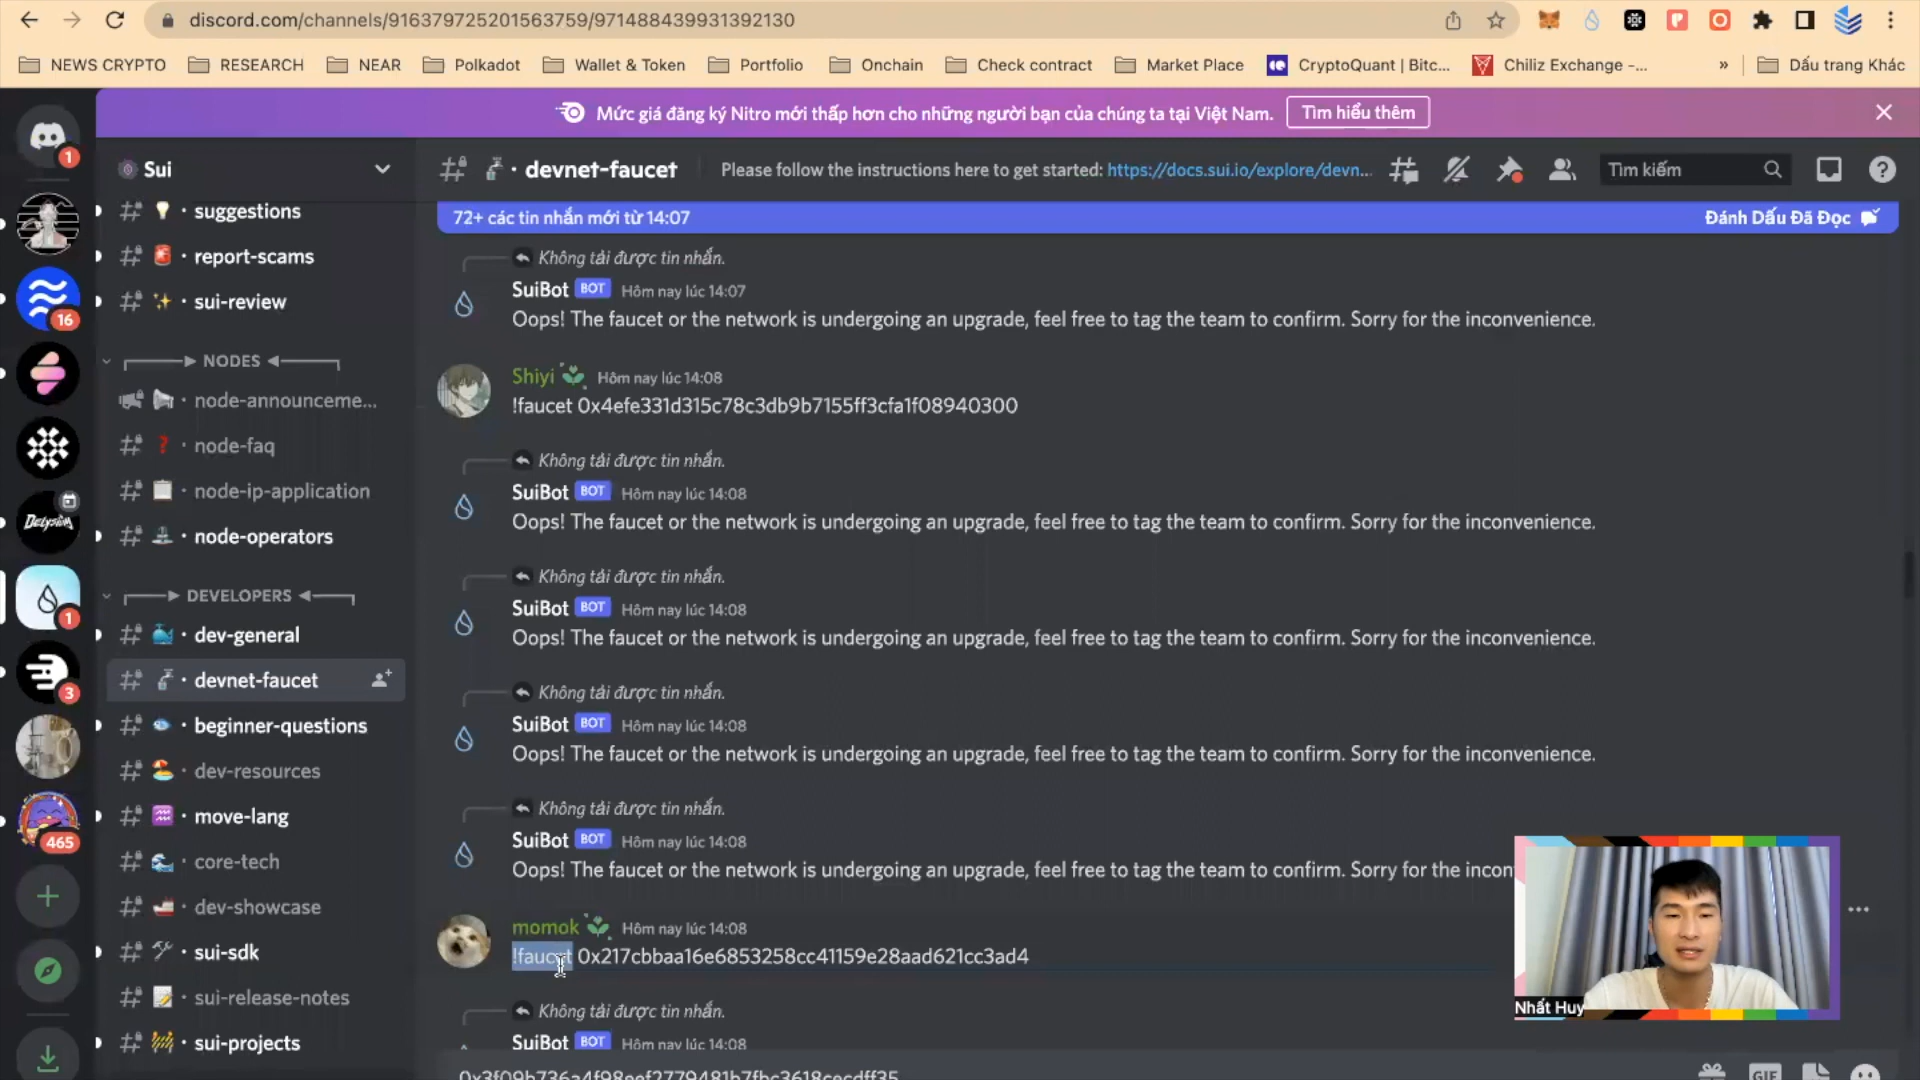 discord.com/channels/916379725201563759/971488439931392130
NEWS CRYPTO
RESEARCH
NEAR
Polkadot
Wallet & Token
Portfolio
Onchain
Check contract
Market Place
CryptoQuant | Bitc...
Chiliz Exchange -...
»
Dấu trang Khác
Mức giá đăng ký Nitro mới thấp hơn cho những người bạn của chúng ta tại Việt Nam.
Tìm hiểu thêm
1
16
Delysium
1
3
465
Sui
suggestions
report-scams
sui-review
NODES
node-announceme...
node-faq
node-ip-application
node-operators
DEVELOPERS
dev-general
devnet-faucet
beginner-questions
dev-resources
move-lang
core-tech
dev-showcase
sui-sdk
sui-release-notes
sui-projects
devnet-faucet
Please follow the instructions here to get started: https://docs.sui.io/explore/devn...
Tìm kiếm
72+ các tin nhắn mới từ 14:07
Đánh Dấu Đã Đọc
Không tải được tin nhắn.
SuiBot BOT Hôm nay lúc 14:07
Oops! The faucet or the network is undergoing an upgrade, feel free to tag the team to confirm. Sorry for the inconvenience.
Shiyi Hôm nay lúc 14:08
!faucet 0x4efe331d315c78c3db9b7155ff3cfa1f08940300
Không tải được tin nhắn.
SuiBot BOT Hôm nay lúc 14:08
Oops! The faucet or the network is undergoing an upgrade, feel free to tag the team to confirm. Sorry for the inconvenience.
Không tải được tin nhắn.
SuiBot BOT Hôm nay lúc 14:08
Oops! The faucet or the network is undergoing an upgrade, feel free to tag the team to confirm. Sorry for the inconvenience.
Không tải được tin nhắn.
SuiBot BOT Hôm nay lúc 14:08
Oops! The faucet or the network is undergoing an upgrade, feel free to tag the team to confirm. Sorry for the inconvenience.
Không tải được tin nhắn.
SuiBot BOT Hôm nay lúc 14:08
Oops! The faucet or the network is undergoing an upgrade, feel free to tag the team to confirm. Sorry for the incon
momok Hôm nay lúc 14:08
!faucet 0x217cbbaa16e6853258cc41159e28aad621cc3ad4
Không tải được tin nhắn.
SuiBot BOT Hôm nay lúc 14:08
GIF
Nhất Huy